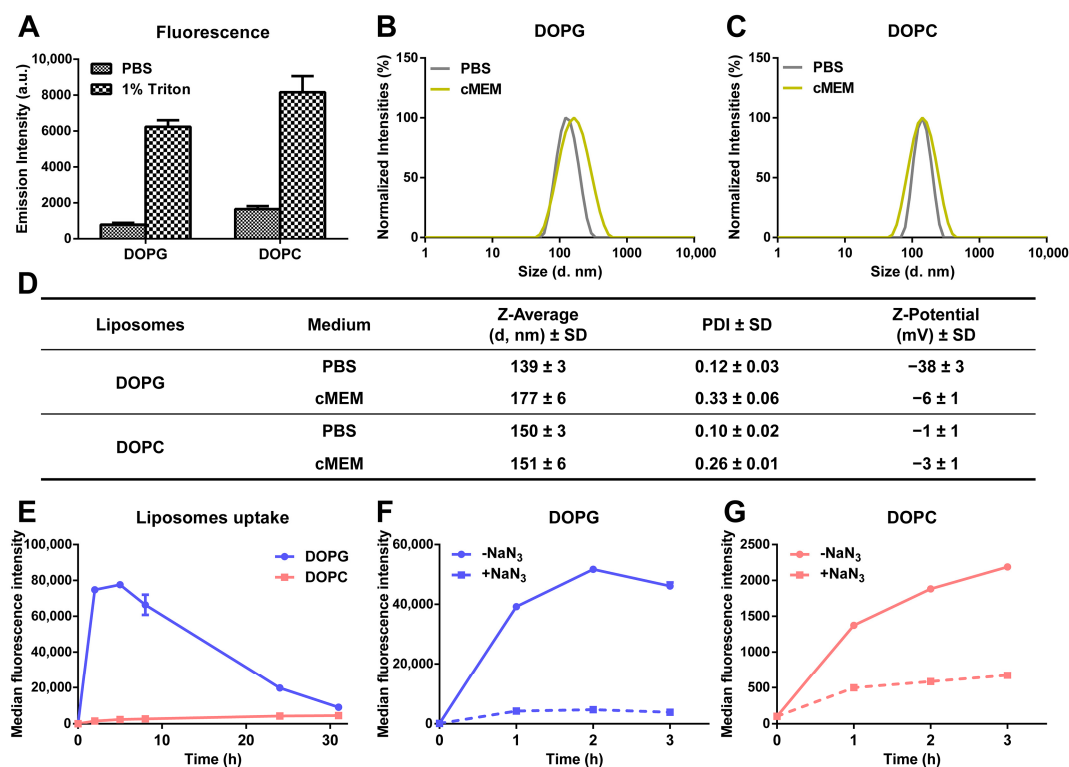 A
Fluorescence
Emission Intensity (a.u.)
10,000
8000
6000
4000
2000
0
PBS
1% Triton
DOPG
DOPC
B
DOPG
Normalized Intensities (%)
150
100
50
0
PBS
cMEM
1
10
100
1000
10,000
Size (d. nm)
C
DOPC
Normalized Intensities (%)
150
100
50
0
PBS
cMEM
1
10
100
1000
10,000
Size (d. nm)
D
Liposomes Medium Z-Average (d, nm) ± SD PDI ± SD Z-Potential (mV) ± SD
DOPG PBS 139 ± 3 0.12 ± 0.03 −38 ± 3
cMEM 177 ± 6 0.33 ± 0.06 −6 ± 1
DOPC PBS 150 ± 3 0.10 ± 0.02 −1 ± 1
cMEM 151 ± 6 0.26 ± 0.01 −3 ± 1
E
Liposomes uptake
Median fluorescence intensity
100,000
80,000
60,000
40,000
20,000
0
DOPG
DOPC
0
10
20
30
Time (h)
F
DOPG
Median fluorescence intensity
60,000
40,000
20,000
0
-NaN3
+NaN3
0
1
2
3
Time (h)
G
DOPC
Median fluorescence intensity
2500
2000
1500
1000
500
0
-NaN3
+NaN3
0
1
2
3
Time (h)